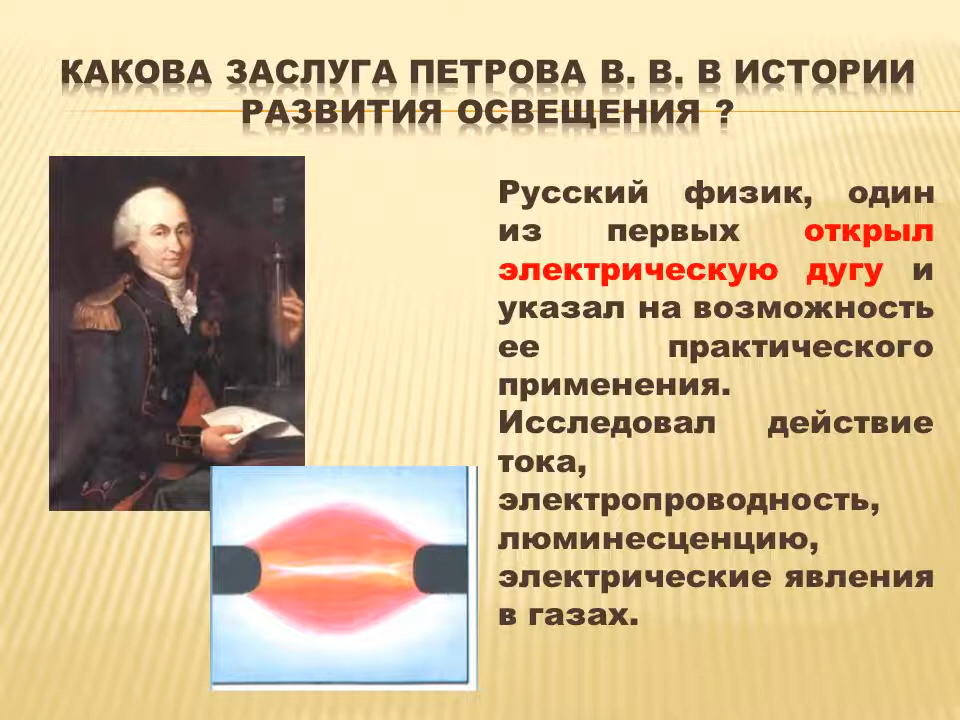 КАКОВА ЗАСЛУГА ПЕТРОВА В. В. В ИСТОРИИ
РАЗВИТИЯ ОСВЕЩЕНИЯ ?
Русский физик, один
из первых открыл
электрическую дугу и
указал на возможность
ее практического
применения.
Исследовал действие
тока,
электропроводность,
люминесценцию,
электрические явления
в газах.